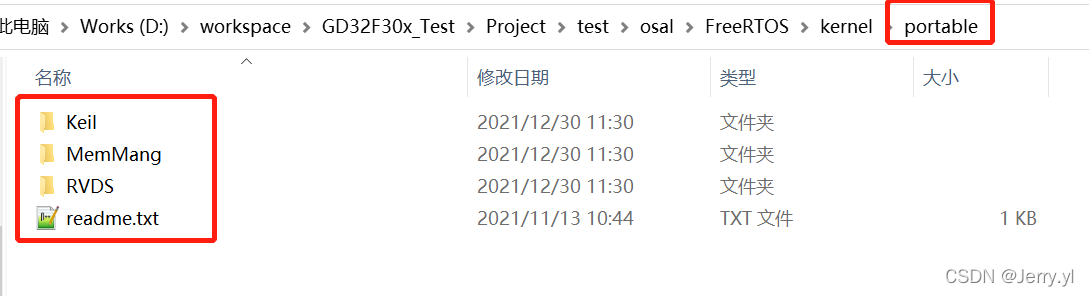 此电脑 > Works (D:) > workspace > GD32F30x_Test > Project > test > osal > FreeRTOS > kernel > portable
名称 修改日期 类型 大小
Keil 2021/12/30 11:30 文件夹
MemMang 2021/12/30 11:30 文件夹
RVDS 2021/12/30 11:30 文件夹
readme.txt 2021/11/13 10:44 TXT 文件 1 KB
CSDN @Jerry.yl